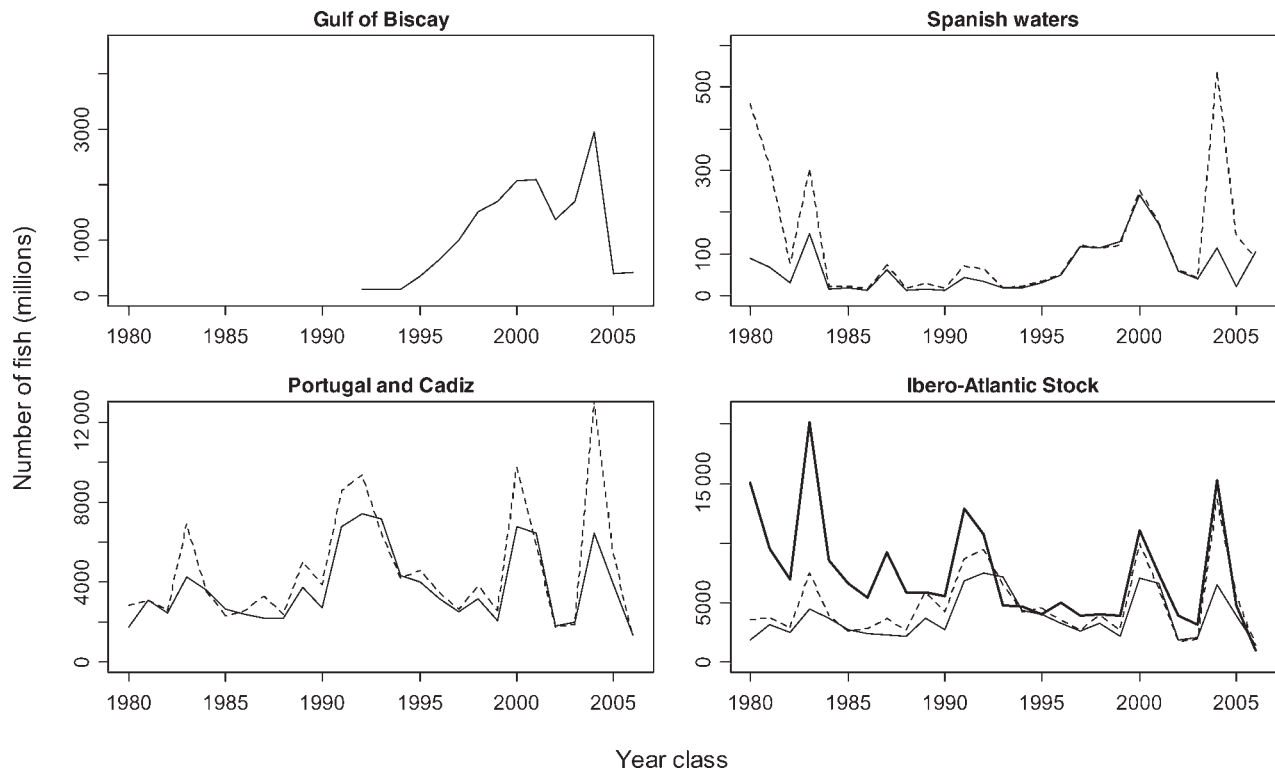 Gulf of Biscay
Spanish waters
0 1000 3000
1980 1985 1990 1995 2000 2005
0 100 300 500
1980 1985 1990 1995 2000 2005
Number of fish (millions)
Portugal and Cadiz
Ibero-Atlantic Stock
0 4000 8000 12 000
1980 1985 1990 1995 2000 2005
0 5000 15 000
1980 1985 1990 1995 2000 2005
Year class